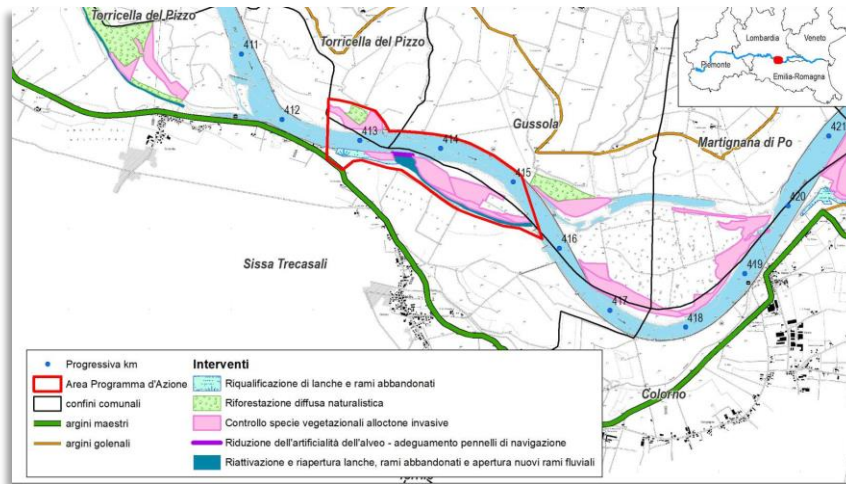 Torricella del Pizzo
Torricella del Pizzo
411
Lombardia
Veneto
Piemonte
Emilia-Romagna
412
413
414
Gussola
421
Martignana di Po
415
420
416
Sissa Trecasali
419
417
418
Colorno
Progressiva km
Area Programma d'Azione
confini comunali
argini maestri
argini golenali
Interventi
Riqualificazione di lanche e rami abbandonati
Riforestazione diffusa naturalistica
Controllo specie vegetazionali alloctone invasive
Riduzione dell'artificialità dell'alveo - adeguamento pennelli di navigazione
Riattivazione e riapertura lanche, rami abbandonati e apertura nuovi rami fluviali